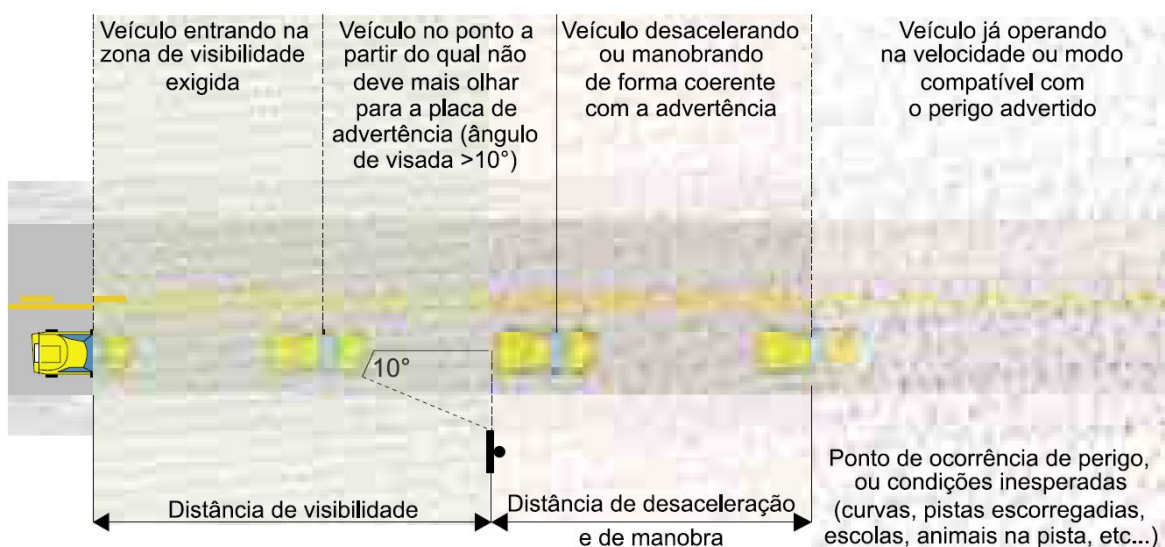 Veículo entrando na
zona de visibilidade
exigida
Veículo no ponto a
partir do qual não
deve mais olhar
para a placa de
advertência (ângulo
de visada >10°)
Veículo desacelerando
ou manobrando
de forma coerente
com a advertência
Veículo já operando
na velocidade ou modo
compatível com
o perigo advertido
10°
Distância de visibilidade
Distância de desaceleração
e de manobra
Ponto de ocorrência de perigo,
ou condições inesperadas
(curvas, pistas escorregadias,
escolas, animais na pista, etc...)